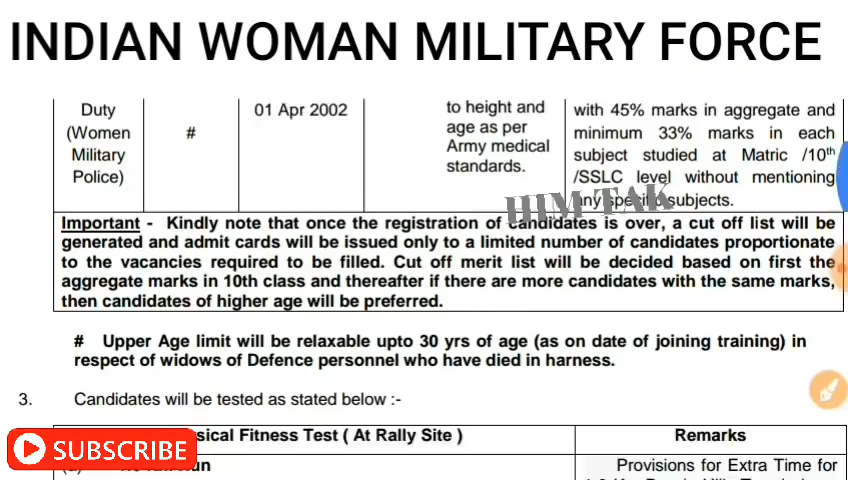 INDIAN WOMAN MILITARY FORCE
Duty
(Women
Military
Police)
#
01 Apr 2002
to height and
age as per
Army medical
standards.
with 45% marks in aggregate and
minimum 33% marks in each
subject studied at Matric /10th
/SSLC level without mentioning
any specific subjects.
HIM TAK
Important - Kindly note that once the registration of candidates is over, a cut off list will be
generated and admit cards will be issued only to a limited number of candidates proportionate
to the vacancies required to be filled. Cut off merit list will be decided based on first the
aggregate marks in 10th class and thereafter if there are more candidates with the same marks,
then candidates of higher age will be preferred.
# Upper Age limit will be relaxable upto 30 yrs of age (as on date of joining training) in
respect of widows of Defence personnel who have died in harness.
3. Candidates will be tested as stated below :-
sical Fitness Test ( At Rally Site )
Remarks
SUBSCRIBE
Provisions for Extra Time for